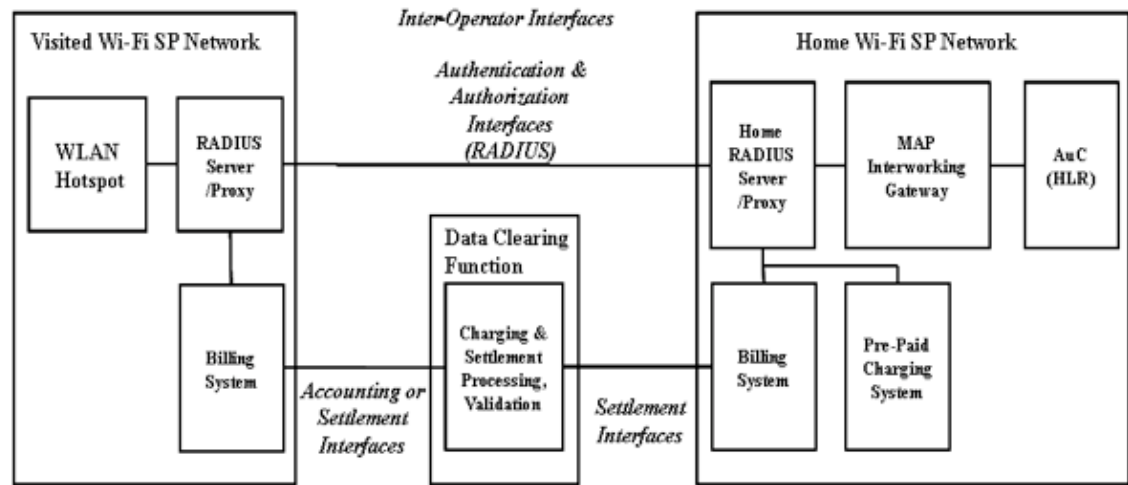 Inter-Operator Interfaces
Visited Wi-Fi SP Network
Home Wi-Fi SP Network
Authentication &
Authorization
Interfaces
(RADIUS)
WLAN
Hotspot
RADIUS
Server
/Proxy
Home
RADIUS
Server
/Proxy
MAP
Interworking
Gateway
AuC
(HLR)
Data Clearing
Function
Billing
System
Charging &
Settlement
Processing,
Validation
Billing
System
Pre-Paid
Charging
System
Accounting or
Settlement
Interfaces
Settlement
Interfaces